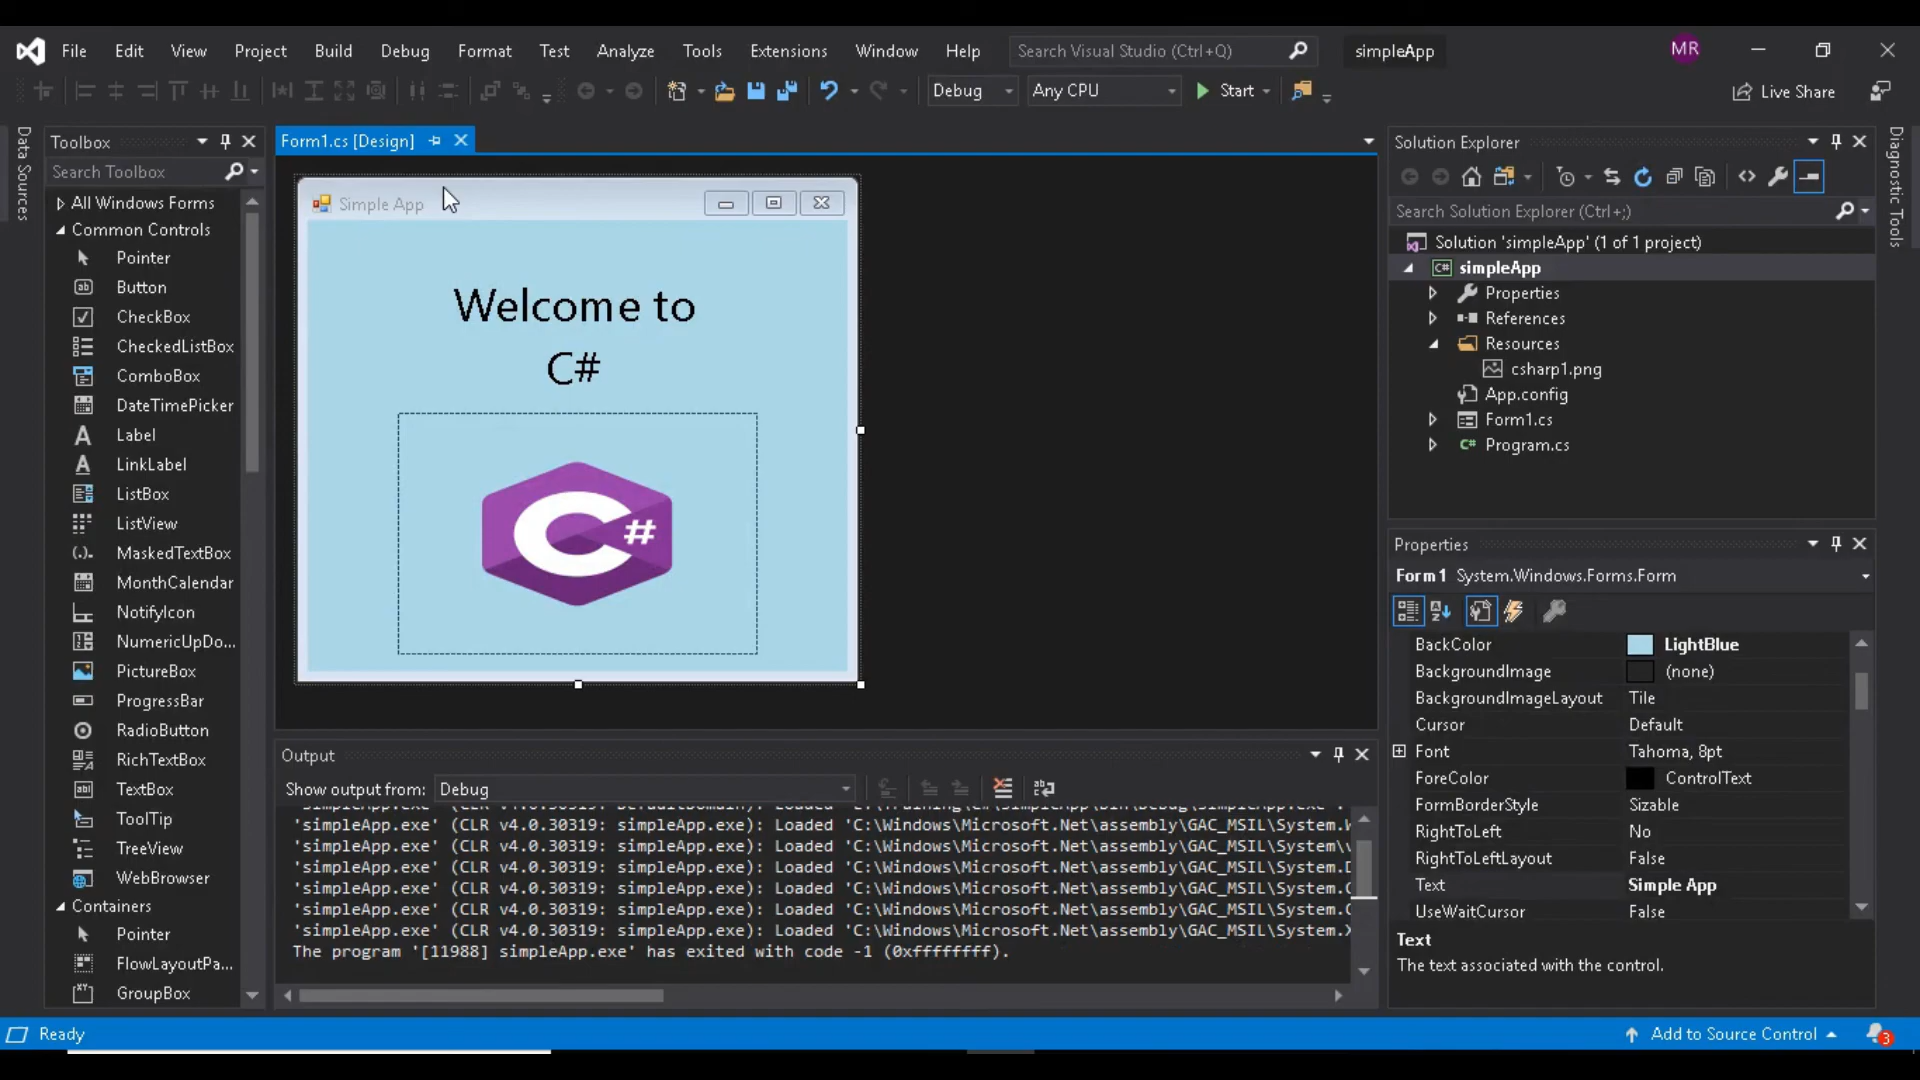 File Edit View Project Build Debug Format Test Analyze Tools Extensions Window Help Search Visual Studio (Ctrl+Q) simpleApp MR
Debug Any CPU Start Live Share
Data Sources
Toolbox
Search Toolbox
All Windows Forms
Common Controls
Pointer
Button
CheckBox
CheckedListBox
ComboBox
DateTimePicker
Label
LinkLabel
ListBox
ListView
MaskedTextBox
MonthCalendar
NotifyIcon
NumericUpDo...
PictureBox
ProgressBar
RadioButton
RichTextBox
TextBox
ToolTip
TreeView
WebBrowser
Containers
Pointer
FlowLayoutPa...
GroupBox
Form1.cs [Design]
Simple App
Welcome to
C#
C#
Output
Show output from: Debug
'simpleApp.exe' (CLR v4.0.30319: DefaultDomain): Loaded
'simpleApp.exe' (CLR v4.0.30319: simpleApp.exe): Loaded 'C:\Windows\Microsoft.Net\assembly\GAC_MSIL\System.W
'simpleApp.exe' (CLR v4.0.30319: simpleApp.exe): Loaded 'C:\Windows\Microsoft.Net\assembly\GAC_MSIL\System\v
'simpleApp.exe' (CLR v4.0.30319: simpleApp.exe): Loaded 'C:\Windows\Microsoft.Net\assembly\GAC_MSIL\System.D
'simpleApp.exe' (CLR v4.0.30319: simpleApp.exe): Loaded 'C:\Windows\Microsoft.Net\assembly\GAC_MSIL\System.C
'simpleApp.exe' (CLR v4.0.30319: simpleApp.exe): Loaded 'C:\Windows\Microsoft.Net\assembly\GAC_MSIL\System.C
'simpleApp.exe' (CLR v4.0.30319: simpleApp.exe): Loaded 'C:\Windows\Microsoft.Net\assembly\GAC_MSIL\System.X
The program '[11988] simpleApp.exe' has exited with code -1 (0xffffffff).
Solution Explorer
Search Solution Explorer (Ctrl+;)
Solution 'simpleApp' (1 of 1 project)
C# simpleApp
Properties
References
Resources
csharp1.png
App.config
Form1.cs
C# Program.cs
Properties
Form1 System.Windows.Forms.Form
BackColor LightBlue
BackgroundImage (none)
BackgroundImageLayout Tile
Cursor Default
Font Tahoma, 8pt
ForeColor ControlText
FormBorderStyle Sizable
RightToLeft No
RightToLeftLayout False
Text Simple App
UseWaitCursor False
Text
The text associated with the control.
Diagnostic Tools
Ready Add to Source Control 3